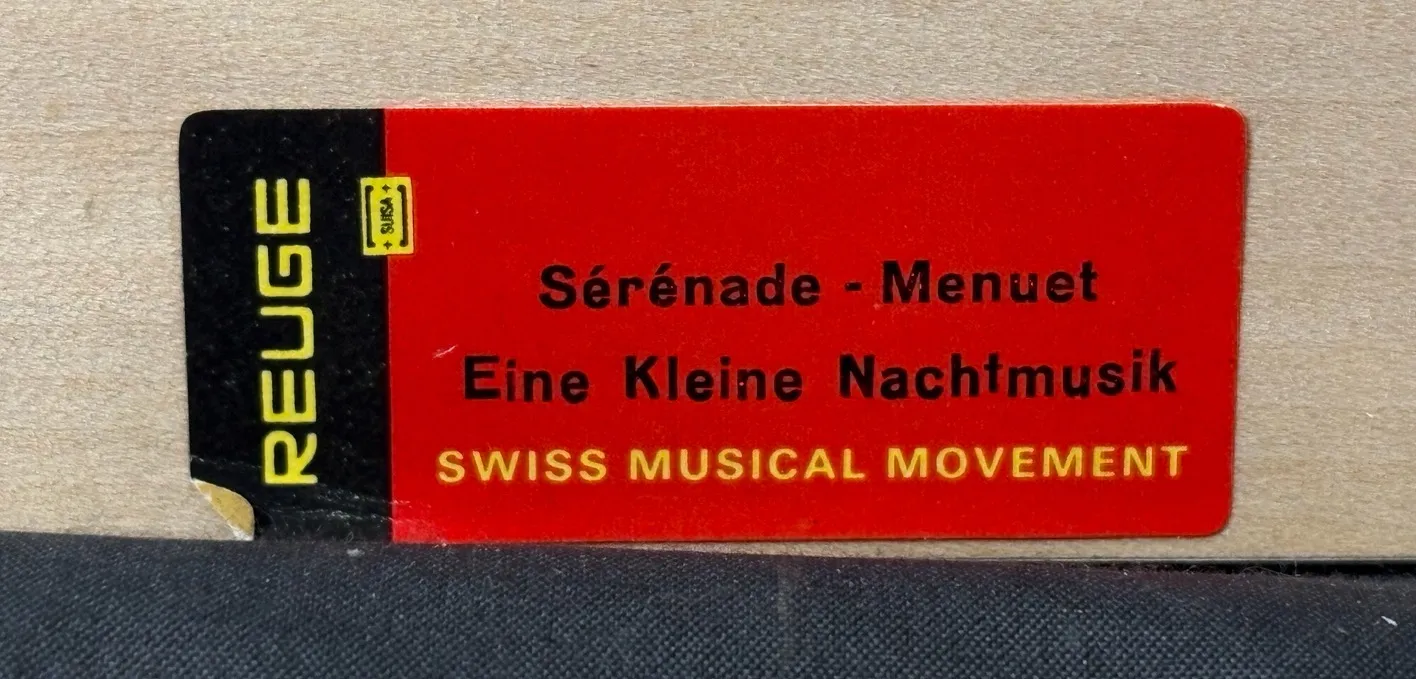 REUGE
+ SUISA +
Sérénade - Menuet
Eine Kleine Nachtmusik
SWISS MUSICAL MOVEMENT